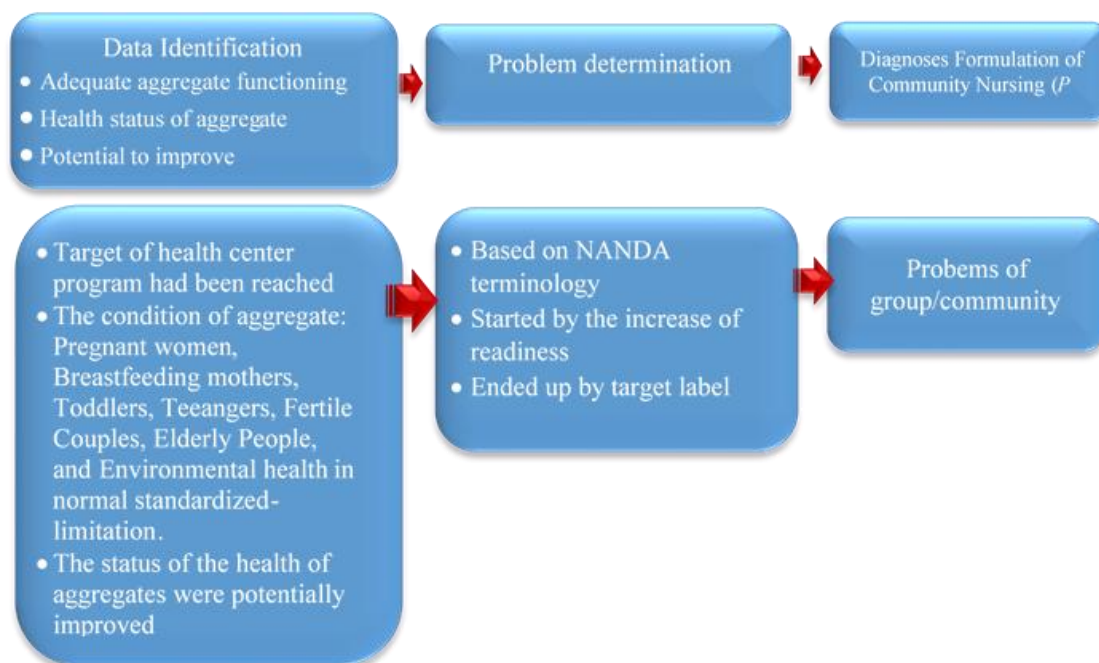 Data Identification
• Adequate aggregate functioning
• Health status of aggregate
• Potential to improve
Problem determination
Diagnoses Formulation of
Community Nursing (P
• Target of health center
program had been reached
• The condition of aggregate:
Pregnant women,
Breastfeeding mothers,
Toddlers, Teeangers, Fertile
Couples, Elderly People,
and Environmental health in
normal standardized-
limitation.
• The status of the health of
aggregates were potentially
improved
• Based on NANDA
terminology
• Started by the increase of
readiness
• Ended up by target label
Probems of
group/community